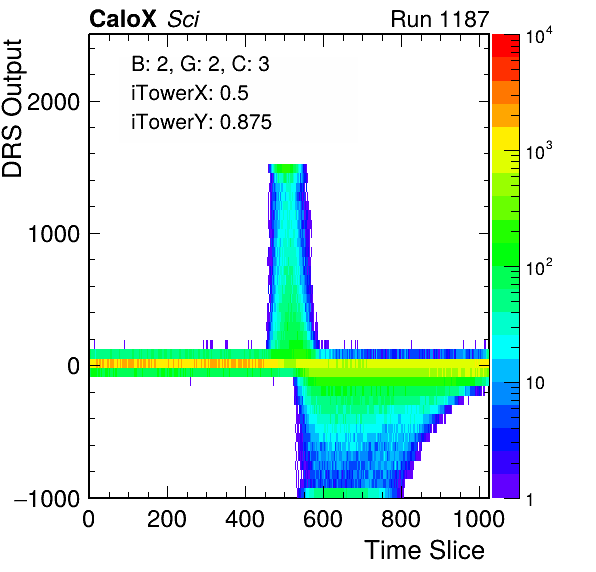 CaloX Sci Run 1187
B: 2, G: 2, C: 3
iTowerX: 0.5
iTowerY: 0.875
DRS Output
2000
1000
0
−1000
0 200 400 600 800 1000
Time Slice
10^4
10^3
10^2
10
1